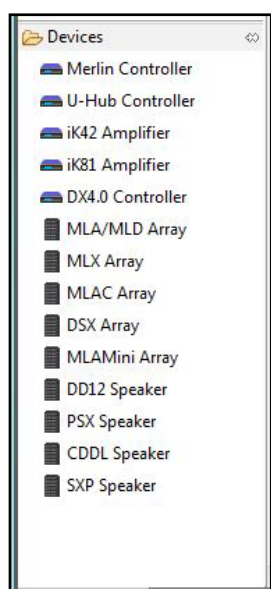 Devices
Merlin Controller
U-Hub Controller
iK42 Amplifier
iK81 Amplifier
DX4.0 Controller
MLA/MLD Array
MLX Array
MLAC Array
DSX Array
MLAMini Array
DD12 Speaker
PSX Speaker
CDDL Speaker
SXP Speaker